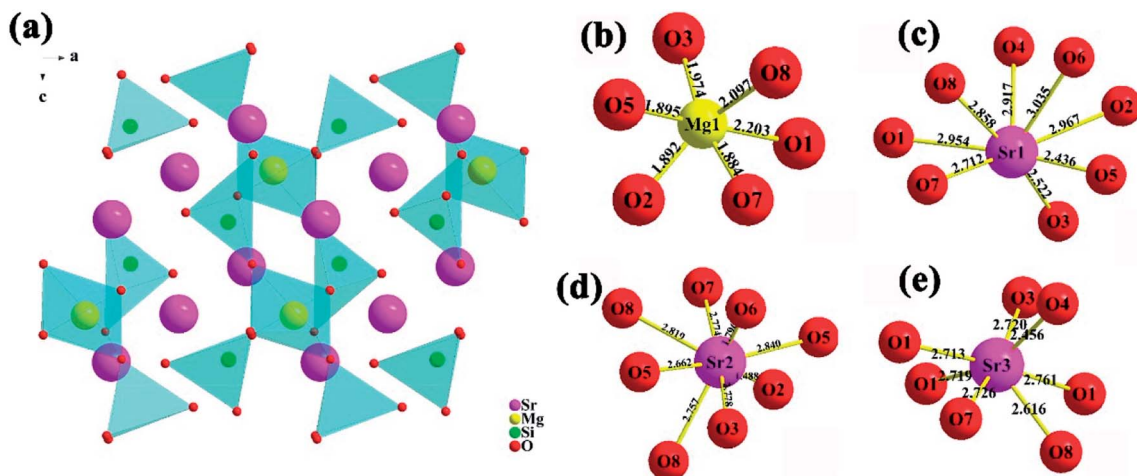 (a)
a
c
Sr
Mg
Si
O
(b)
O3
O8
1.974
2.097
O5
1.895
Mg1
2.203
O1
1.892
1.884
O2
O7
(c)
O4
O6
O8
O2
2.858
2.917
3.035
2.967
O1
2.954
Sr1
2.436
O5
2.712
O7
2.522
O3
(d)
O7
O8
O6
2.774
O5
2.819
2.840
Sr2
O5
2.662
O2
2.757
O3
O8
(e)
O3
O4
2.720
2.456
O1
2.713
Sr3
O1
2.719
2.761
O1
2.726
O7
2.616
O8